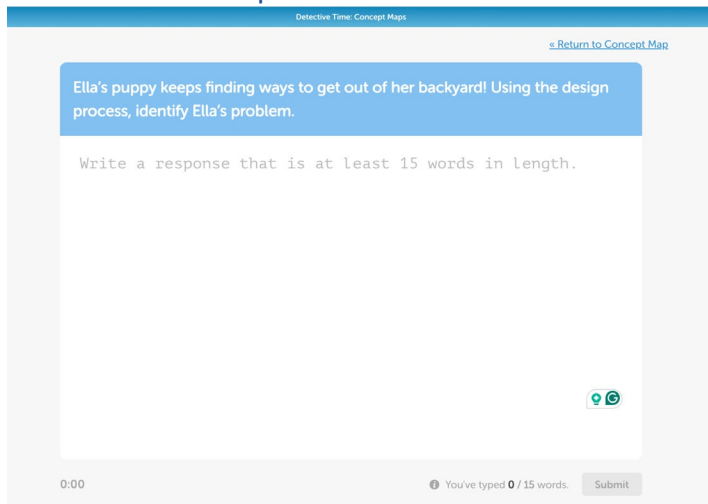 Detective Time: Concept Maps
« Return to Concept Map
Ella's puppy keeps finding ways to get out of her backyard! Using the design
process, identify Ella's problem.
Write a response that is at least 15 words in length.
0:00
You've typed 0 / 15 words.
Submit